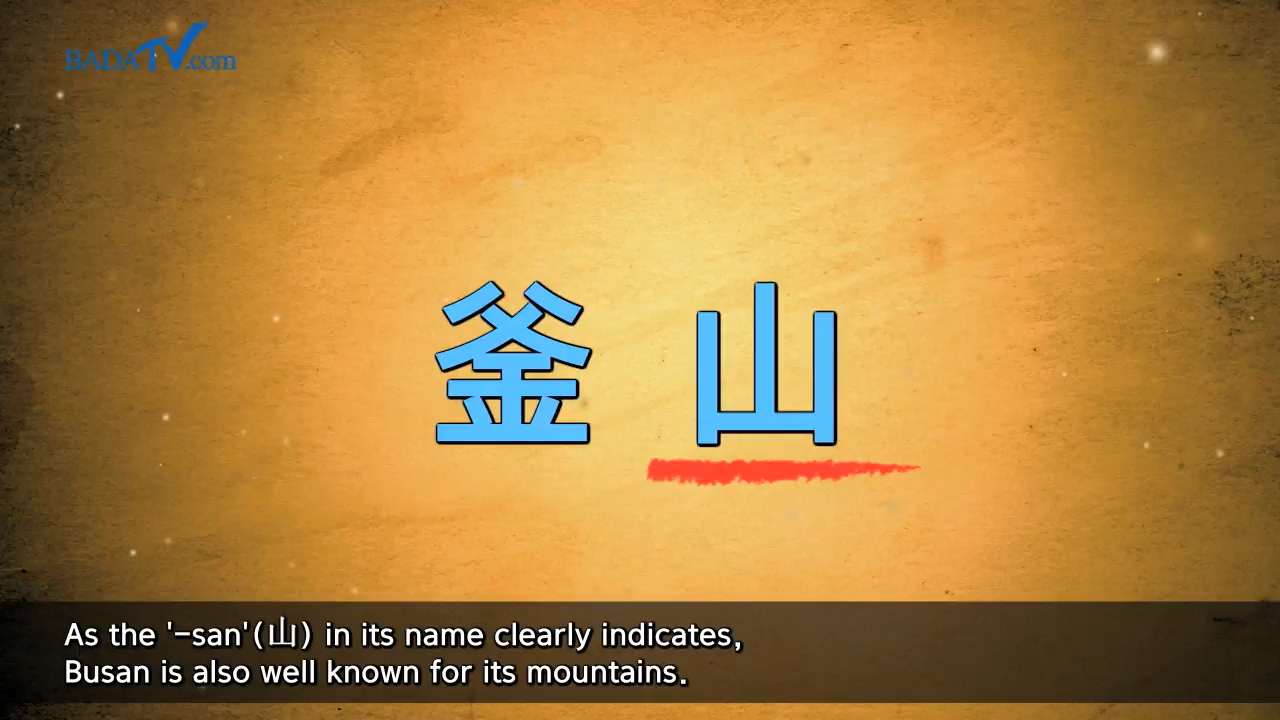 BADATV.com
釜山
As the '-san'(山) in its name clearly indicates,
Busan is also well known for its mountains.